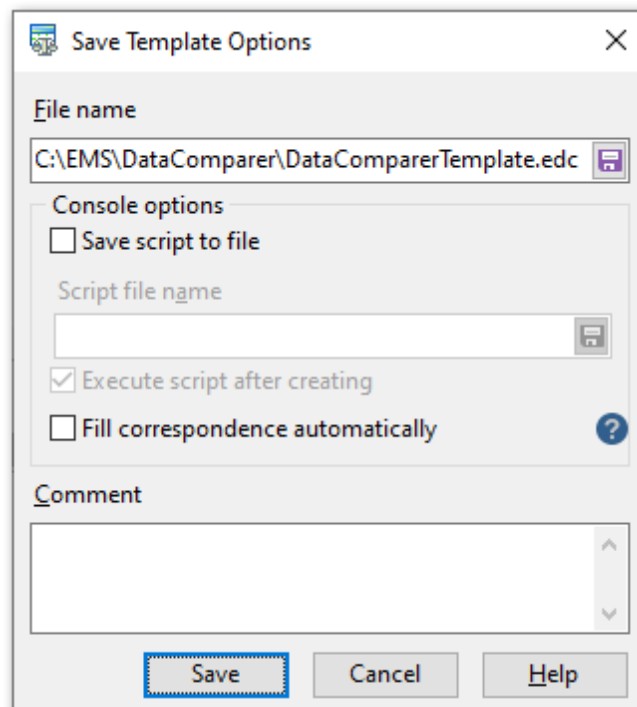 Save Template Options
File name
C:\EMS\DataComparer\DataComparerTemplate.edc
Console options
Save script to file
Script file name
Execute script after creating
Fill correspondence automatically
?
Comment
Save Cancel Help